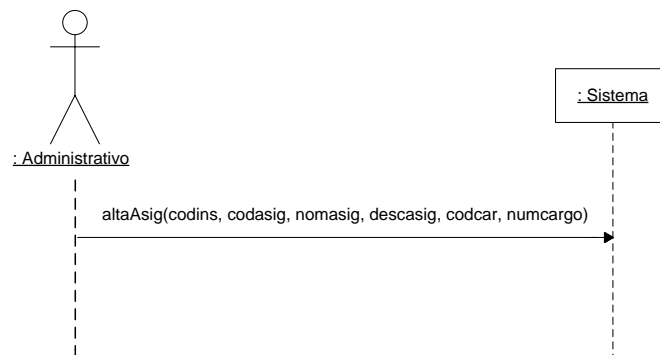 : Sistema
: Administrativo
altaAsig(codins, codasig, nomasig, descasig, codcar, numcargo)